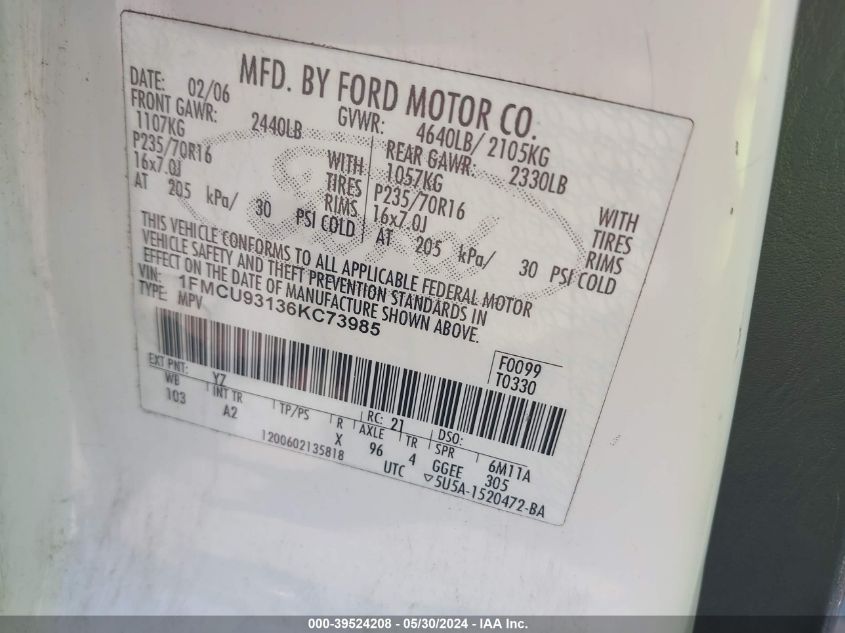 MFD. BY FORD MOTOR CO.
DATE: 02/06 GVWR: 4640LB/ 2105KG
FRONT GAWR: 2440LB REAR GAWR: 2330LB
1107KG WITH 1057KG WITH
P235/70R16 TIRES P235/70R16 TIRES
16x7.0J RIMS 16x7.0J RIMS
AT 205 kPa/ 30 PSI COLD AT 205 kPa/ 30 PSI COLD
THIS VEHICLE CONFORMS TO ALL APPLICABLE FEDERAL MOTOR
VEHICLE SAFETY AND THEFT PREVENTION STANDARDS IN
EFFECT ON THE DATE OF MANUFACTURE SHOWN ABOVE.
VIN: 1FMCU93136KC73985
TYPE: MPV
F0099
T0330
EXT PNT: YZ RC: 21 DSO:
WB INT TR TP/PS R AXLE TR SPR 6M11A
103 A2 X 96 4 GGEE 305
1200602135818 UTC ▽5U5A-1520472-BA
Ford
000-39524208 - 05/30/2024 - IAA Inc.